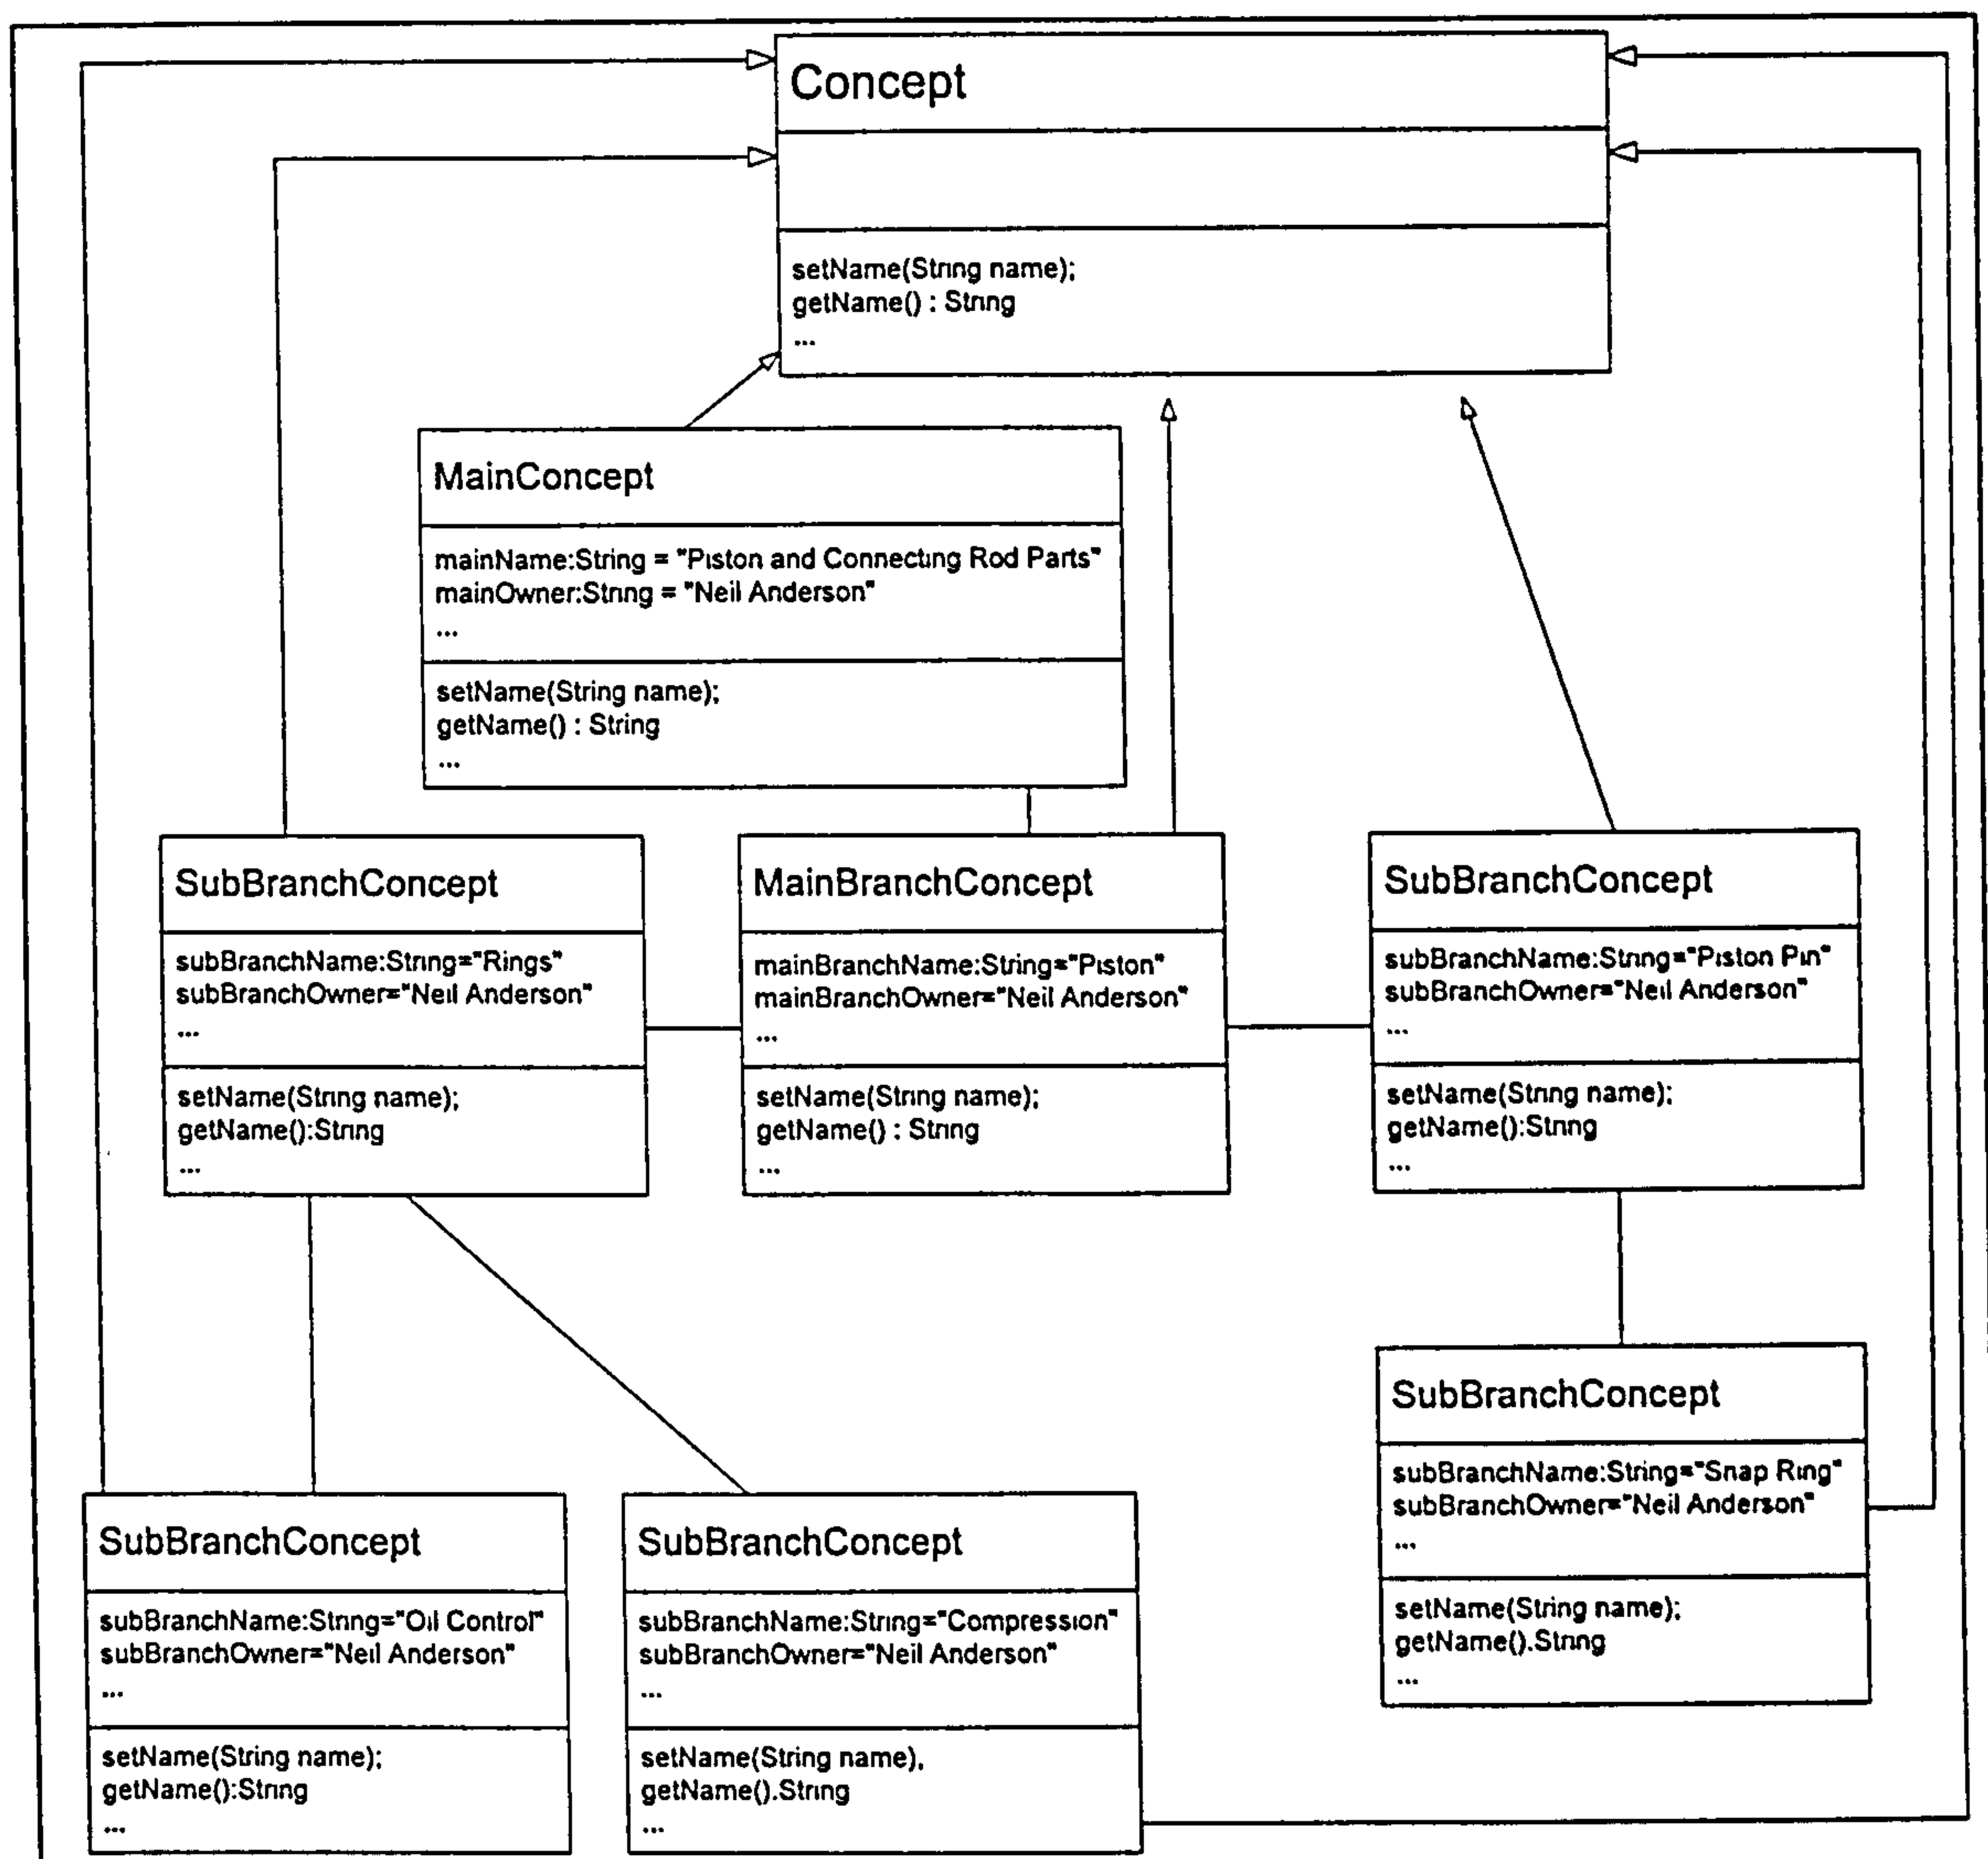 Concept
setName(String name);
getName() : String
...
MainConcept
mainName:String = "Piston and Connecting Rod Parts"
mainOwner:String = "Neil Anderson"
...
setName(String name);
getName() : String
...
SubBranchConcept
subBranchName:String="Rings"
subBranchOwner="Neil Anderson"
...
setName(String name);
getName():String
...
MainBranchConcept
mainBranchName:String="Piston"
mainBranchOwner="Neil Anderson"
...
setName(String name);
getName() : String
...
SubBranchConcept
subBranchName:String="Piston Pin"
subBranchOwner="Neil Anderson"
...
setName(String name);
getName():String
...
SubBranchConcept
subBranchName:String="Snap Ring"
subBranchOwner="Neil Anderson"
...
setName(String name);
getName().String
...
SubBranchConcept
subBranchName:String="Oil Control"
subBranchOwner="Neil Anderson"
...
setName(String name);
getName():String
...
SubBranchConcept
subBranchName:String="Compression"
subBranchOwner="Neil Anderson"
...
setName(String name),
getName().String
...